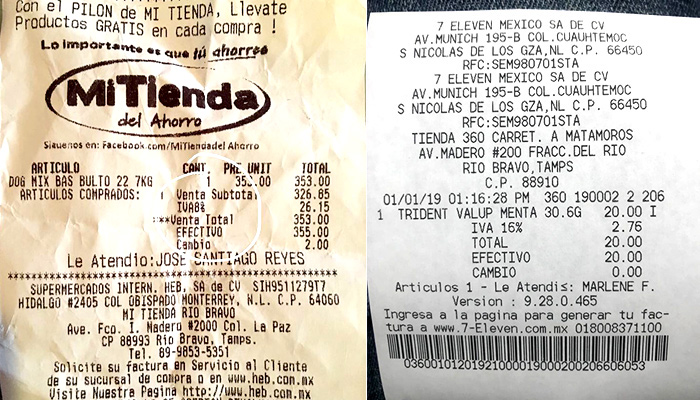 Con el PILON de MI TIENDA, Llevate
Productos GRATIS en cada compra !
Lo importante es que tú ahorres
MiTienda
del Ahorro
Siguenos en: Facebook.com/MiTiendadel Ahorro
ARTICULO CANT. PRE UNIT TOTAL
DOG MIX BAS BULTO 22 7KG 1 353.00 353.00
ARTICULOS COMPRADOS: 1 Venta Subtotal 326.85
IVA8% 26.15
***Venta Total 353.00
EFECTIVO 355.00
Cambio 2.00
Le Atendio:JOSE SANTIAGO REYES
****************************************
SUPERMERCADOS INTERN. HEB, SA de CV SIH9511279T7
HIDALGO #2405 COL OBISPADO MONTERREY, N.L. C.P. 64060
MI TIENDA RIO BRAVO
Ave. Fco. I. Madero #2000 Col. La Paz
CP 88993 Rio Bravo, Tamps.
Tel. 89-9853-5351
Solicite su factura en Servicio al Cliente
de su sucursal de compra o en www.heb.com.mx
Visite Nuestra Pagina http://www.heb.com.mx
7 ELEVEN MEXICO SA DE CV
AV.MUNICH 195-B COL.CUAUHTEMOC
S NICOLAS DE LOS GZA,NL C.P. 66450
RFC:SEM980701STA
7 ELEVEN MEXICO SA DE CV
AV.MUNICH 195-B COL.CUAUHTEMOC
S NICOLAS DE LOS GZA,NL C.P. 66450
RFC:SEM980701STA
TIENDA 360 CARRET. A MATAMOROS
AV.MADERO #200 FRACC.DEL RIO
RIO BRAVO,TAMPS
C.P. 88910
01/01/19 01:16:28 PM 360 190002 2 206
1 TRIDENT VALUP MENTA 30.6G 20.00 I
IVA 16% 2.76
TOTAL 20.00
EFECTIVO 20.00
CAMBIO 0.00
Articulos 1 - Le Atendis: MARLENE F.
Version : 9.28.0.465
Ingresa a la pagina para generar tu fac-
tura a www.7-Eleven.com.mx 018008371100
03600101201921000019000200206606053